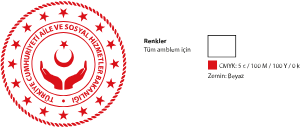 TÜRKİYE CUMHURİYETİ AİLE VE SOSYAL HİZMETLER BAKANLIĞI
Renkler
Tüm amblem için
CMYK: 5 c / 100 M / 100 Y / 0 k
Zemin: Beyaz